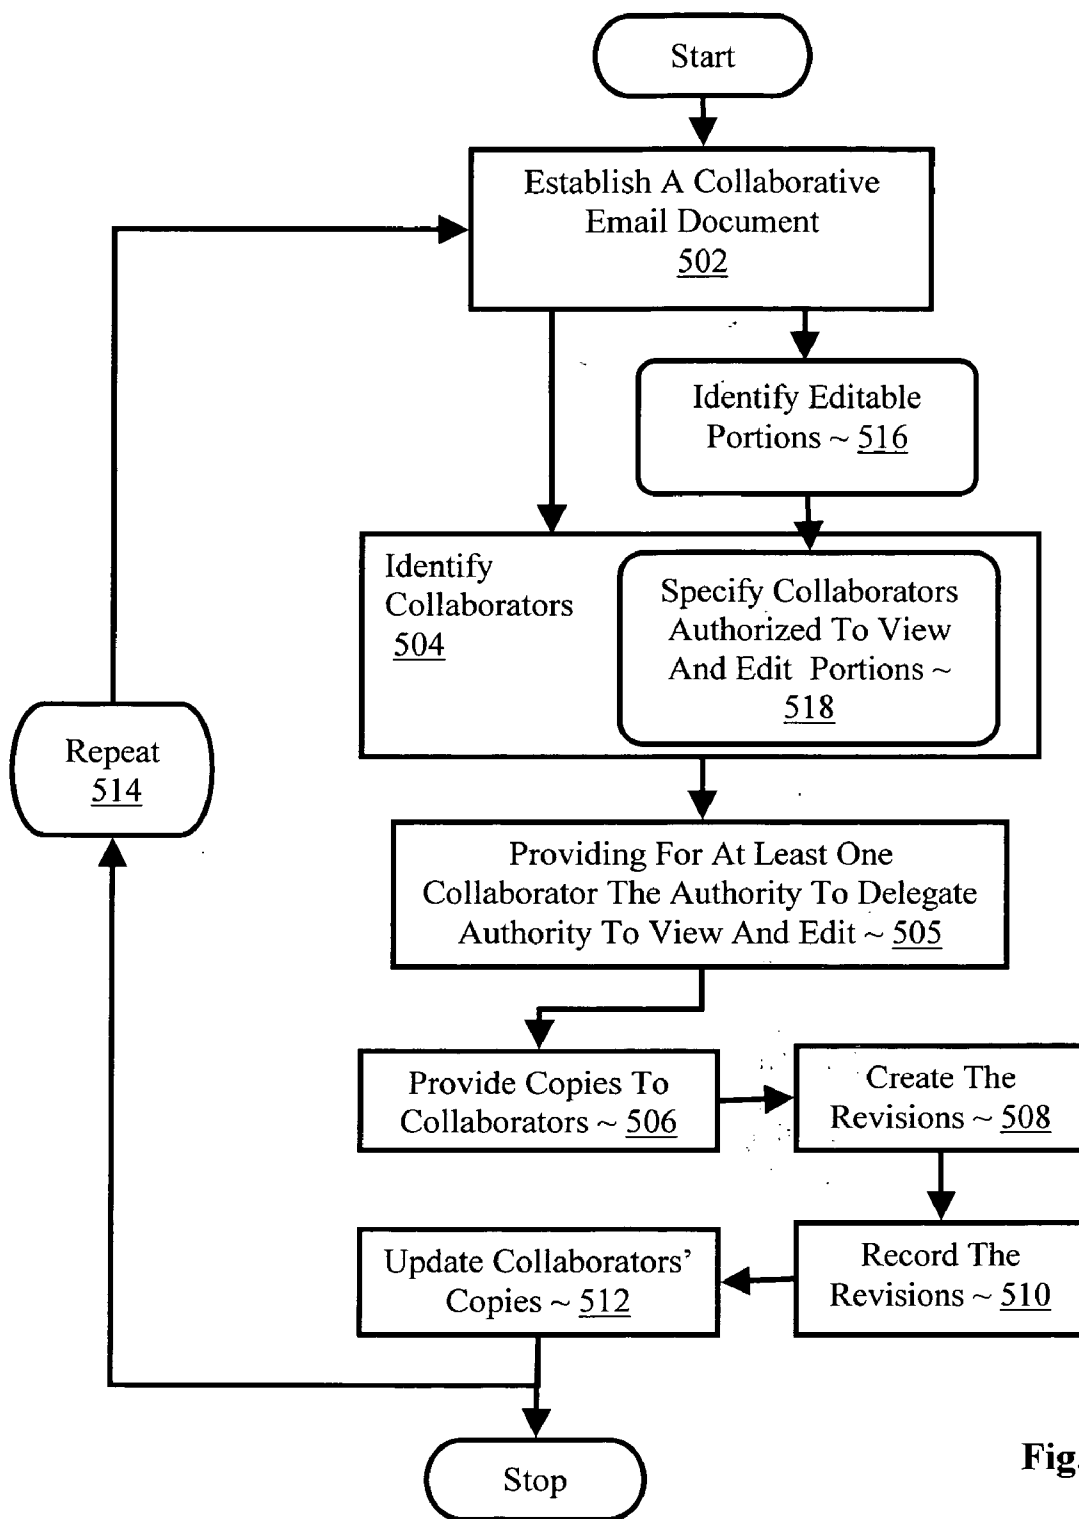 Start
Establish A Collaborative
Email Document
502
Identify Editable
Portions ~ 516
Identify
Collaborators
504
Specify Collaborators
Authorized To View
And Edit Portions ~
518
Repeat
514
Providing For At Least One
Collaborator The Authority To Delegate
Authority To View And Edit ~ 505
Provide Copies To
Collaborators ~ 506
Create The
Revisions ~ 508
Update Collaborators'
Copies ~ 512
Record The
Revisions ~ 510
Stop
Fig.